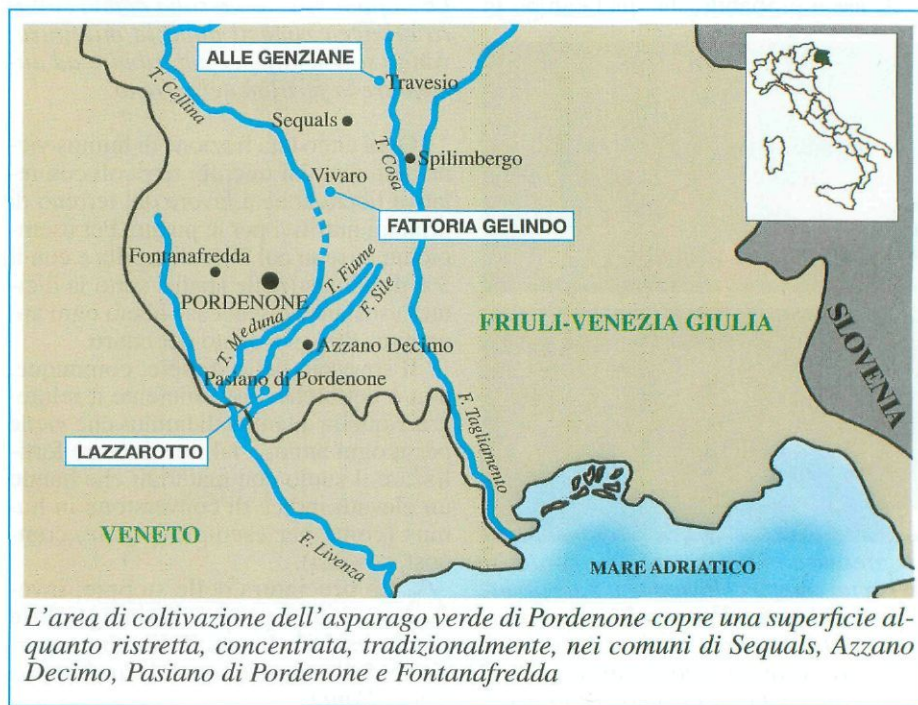 ALLE GENZIANE
Travesio
T. Cellina
Sequals
T. Cosa
Spilimbergo
Vivaro
FATTORIA GELINDO
Fontanafredda
PORDENONE
T. Fiume
F. Sile
T. Meduna
FRIULI-VENEZIA GIULIA
SLOVENIA
Azzano Decimo
Pasiano di Pordenone
LAZZAROTTO
F. Tagliamento
VENETO
F. Livenza
MARE ADRIATICO
L'area di coltivazione dell'asparago verde di Pordenone copre una superficie al-
quanto ristretta, concentrata, tradizionalmente, nei comuni di Sequals, Azzano
Decimo, Pasiano di Pordenone e Fontanafredda